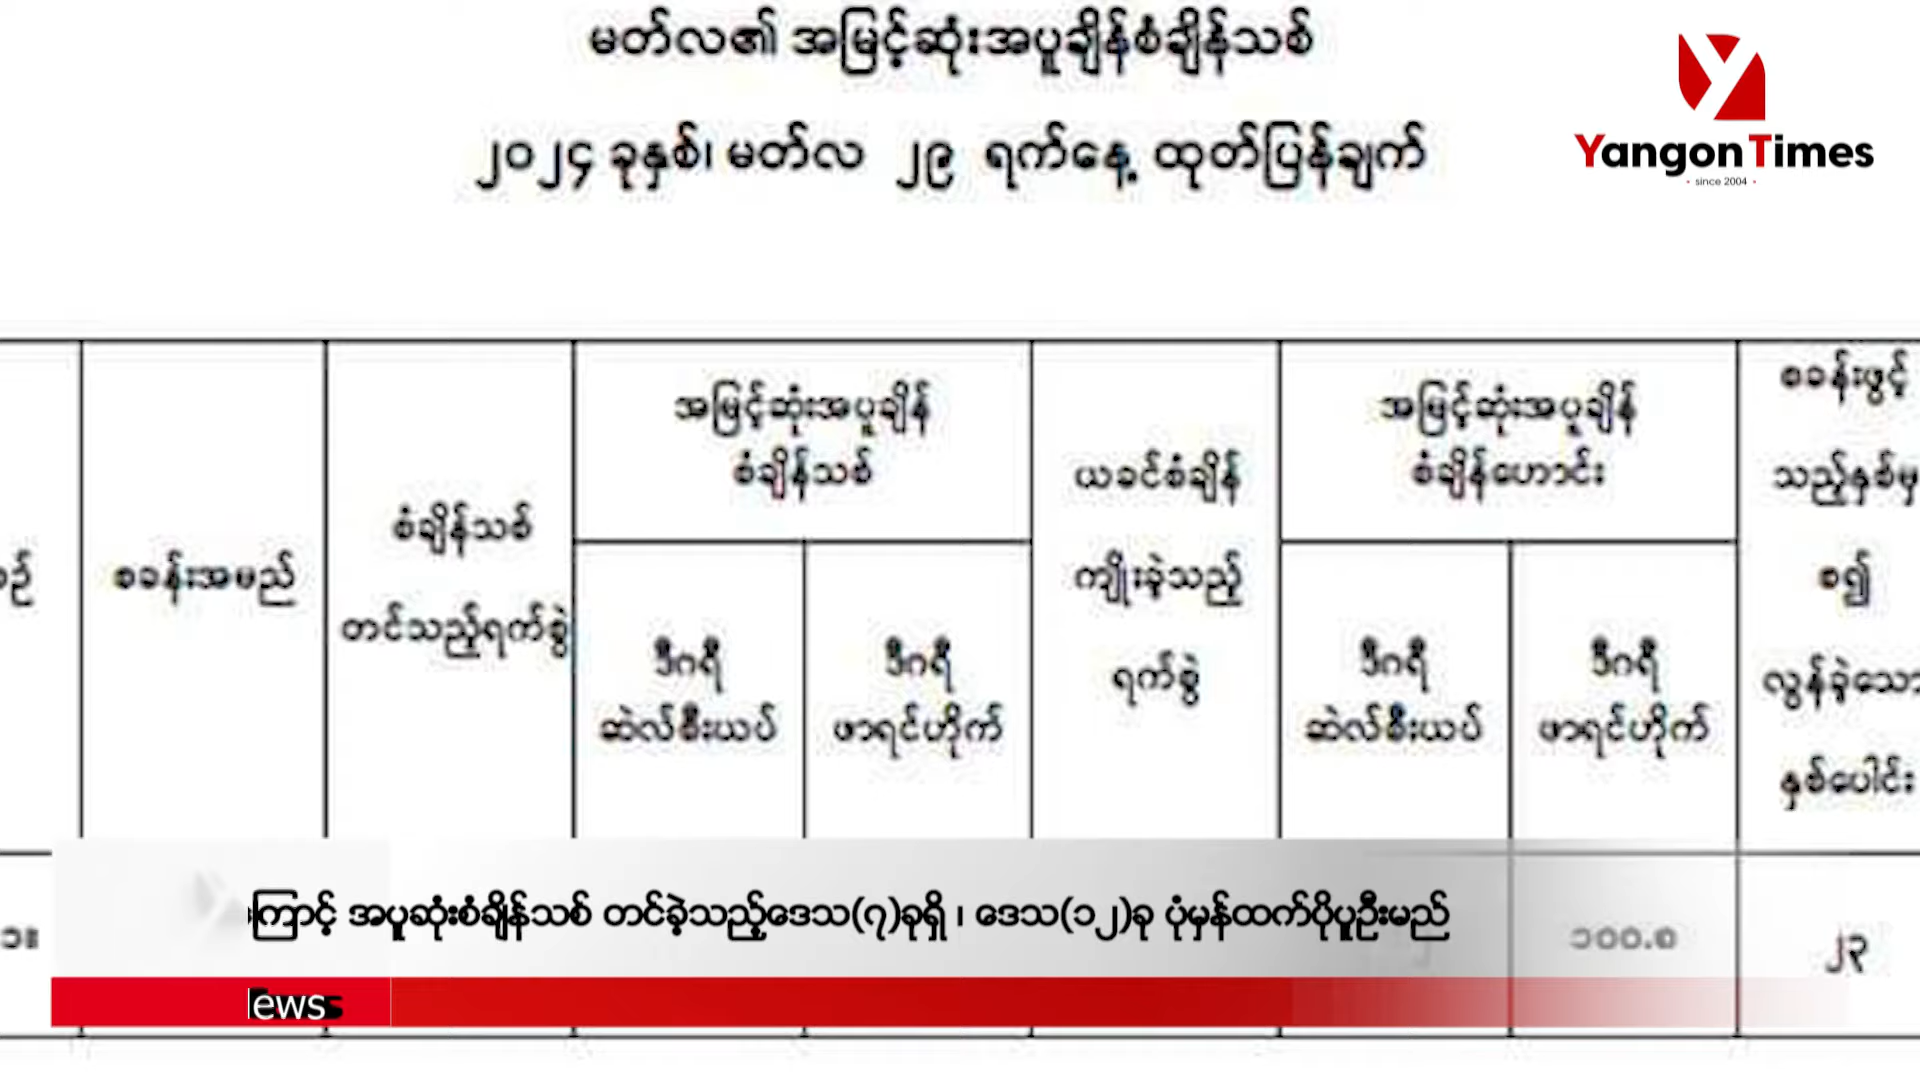 မတ်လ၏ အမြင့်ဆုံးအပူချိန်စံချိန်သစ်
၂၀၂၄ ခုနှစ်၊ မတ်လ ၂၉ ရက်နေ့ ထုတ်ပြန်ချက်
Yangon Times
· since 2004 ·
စခန်းအမည်
စံချိန်သစ်
တင်သည့်ရက်စွဲ
အမြင့်ဆုံးအပူချိန်
စံချိန်သစ်
ဒီဂရီ
ဆဲလ်စီးယပ်
ဒီဂရီ
ဖာရင်ဟိုက်
ယခင်စံချိန်
ကျိုးခဲ့သည့်
ရက်စွဲ
အမြင့်ဆုံးအပူချိန်
စံချိန်ဟောင်း
ဒီဂရီ
ဆဲလ်စီးယပ်
ဒီဂရီ
ဖာရင်ဟိုက်
စခန်းဖွင့်
သည့်နှစ်မှ
စ၍
လွန်ခဲ့သော
နှစ်ပေါင်း
၁။
၁၀၀.၈
၂၃
ကြောင့် အပူဆုံးစံချိန်သစ် တင်ခဲ့သည့်ဒေသ(၇)ခုရှိ ၊ ဒေသ(၁၂)ခု ပုံမှန်ထက်ပိုပူဦးမည်
ews